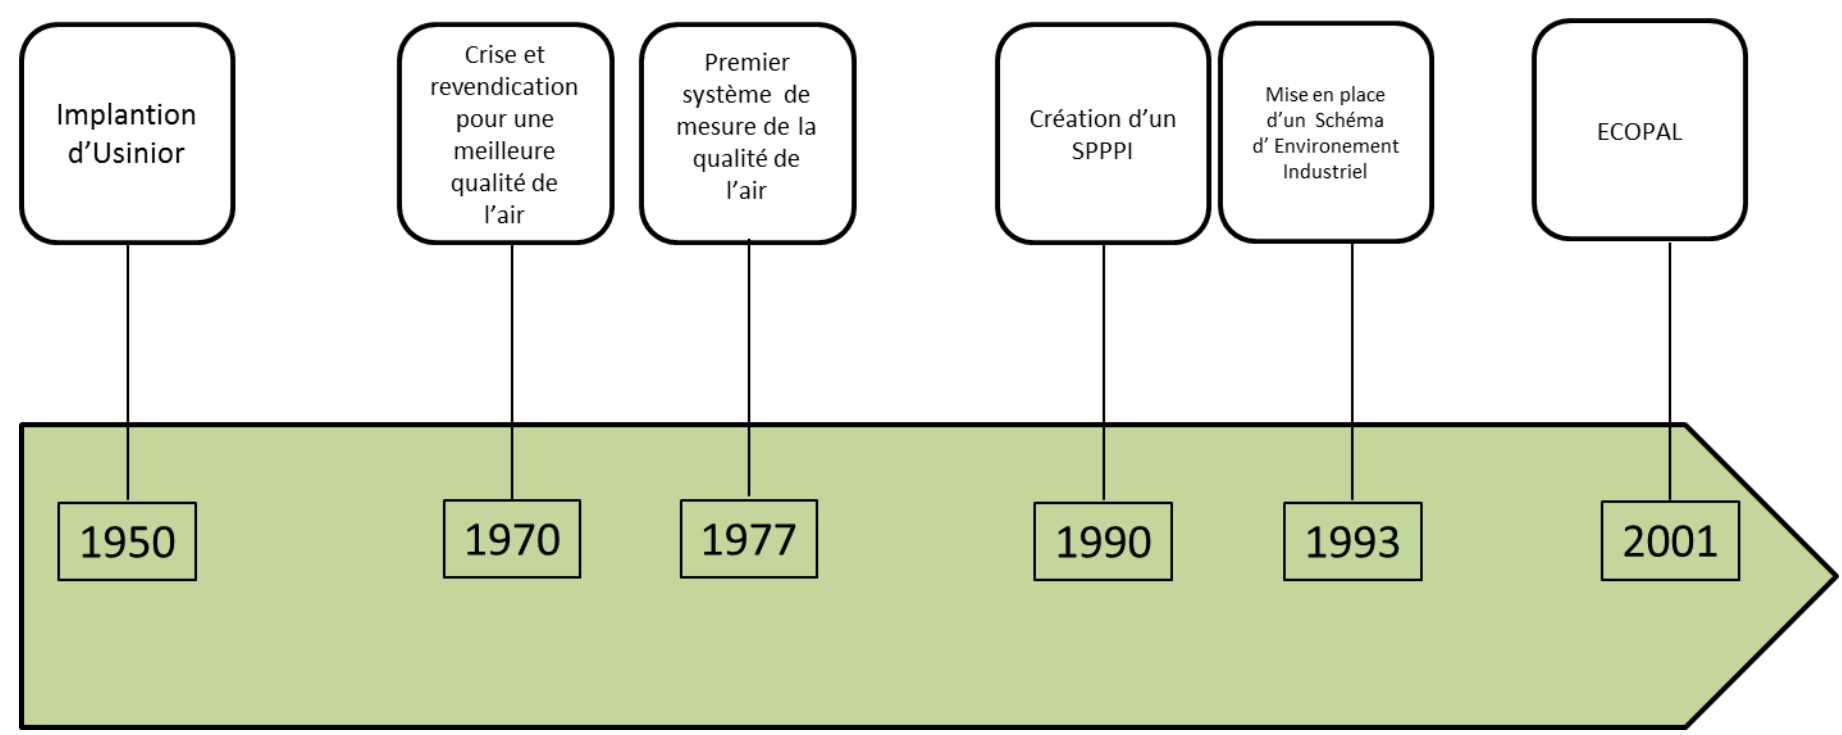 Implantion
d’Usinior
Crise et
revendication
pour une
meilleure
qualité de
l’air
Premier
système de
mesure de la
qualité de
l’air
Création d’un
SPPPI
Mise en place
d’un Schéma
d’ Environement
Industriel
ECOPAL
1950
1970
1977
1990
1993
2001